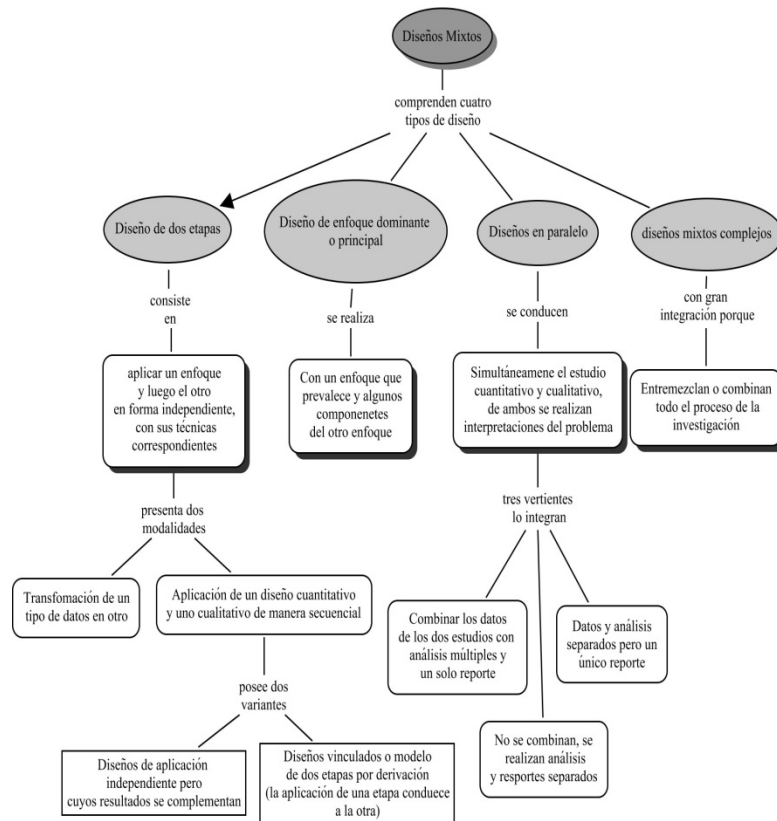 Diseños Mixtos
comprenden cuatro
tipos de diseño
Diseño de dos etapas
Diseño de enfoque dominante
o principal
Diseños en paralelo
diseños mixtos complejos
consiste
en
se realiza
se conducen
con gran
integración porque
aplicar un enfoque
y luego el otro
en forma independiente,
con sus técnicas
correspondientes
Con un enfoque que
prevalece y algunos
componenetes
del otro enfoque
Simultáneamene el estudio
cuantitativo y cualitativo,
de ambos se realizan
interpretaciones del problema
Entremezclan o combinan
todo el proceso de la
investigación
presenta dos
modalidades
tres vertientes
lo integran
Transfomación de un
tipo de datos en otro
Aplicación de un diseño cuantitativo
y uno cualitativo de manera secuencial
Combinar los datos
de los dos estudios con
análisis múltiples y
un solo reporte
Datos y análisis
separados pero un
único reporte
posee dos
variantes
No se combinan, se
realizan análisis
y resportes separados
Diseños de aplicación
independiente pero
cuyos resultados se complementan
Diseños vinculados o modelo
de dos etapas por derivación
(la aplicación de una etapa conduce
a la otra)